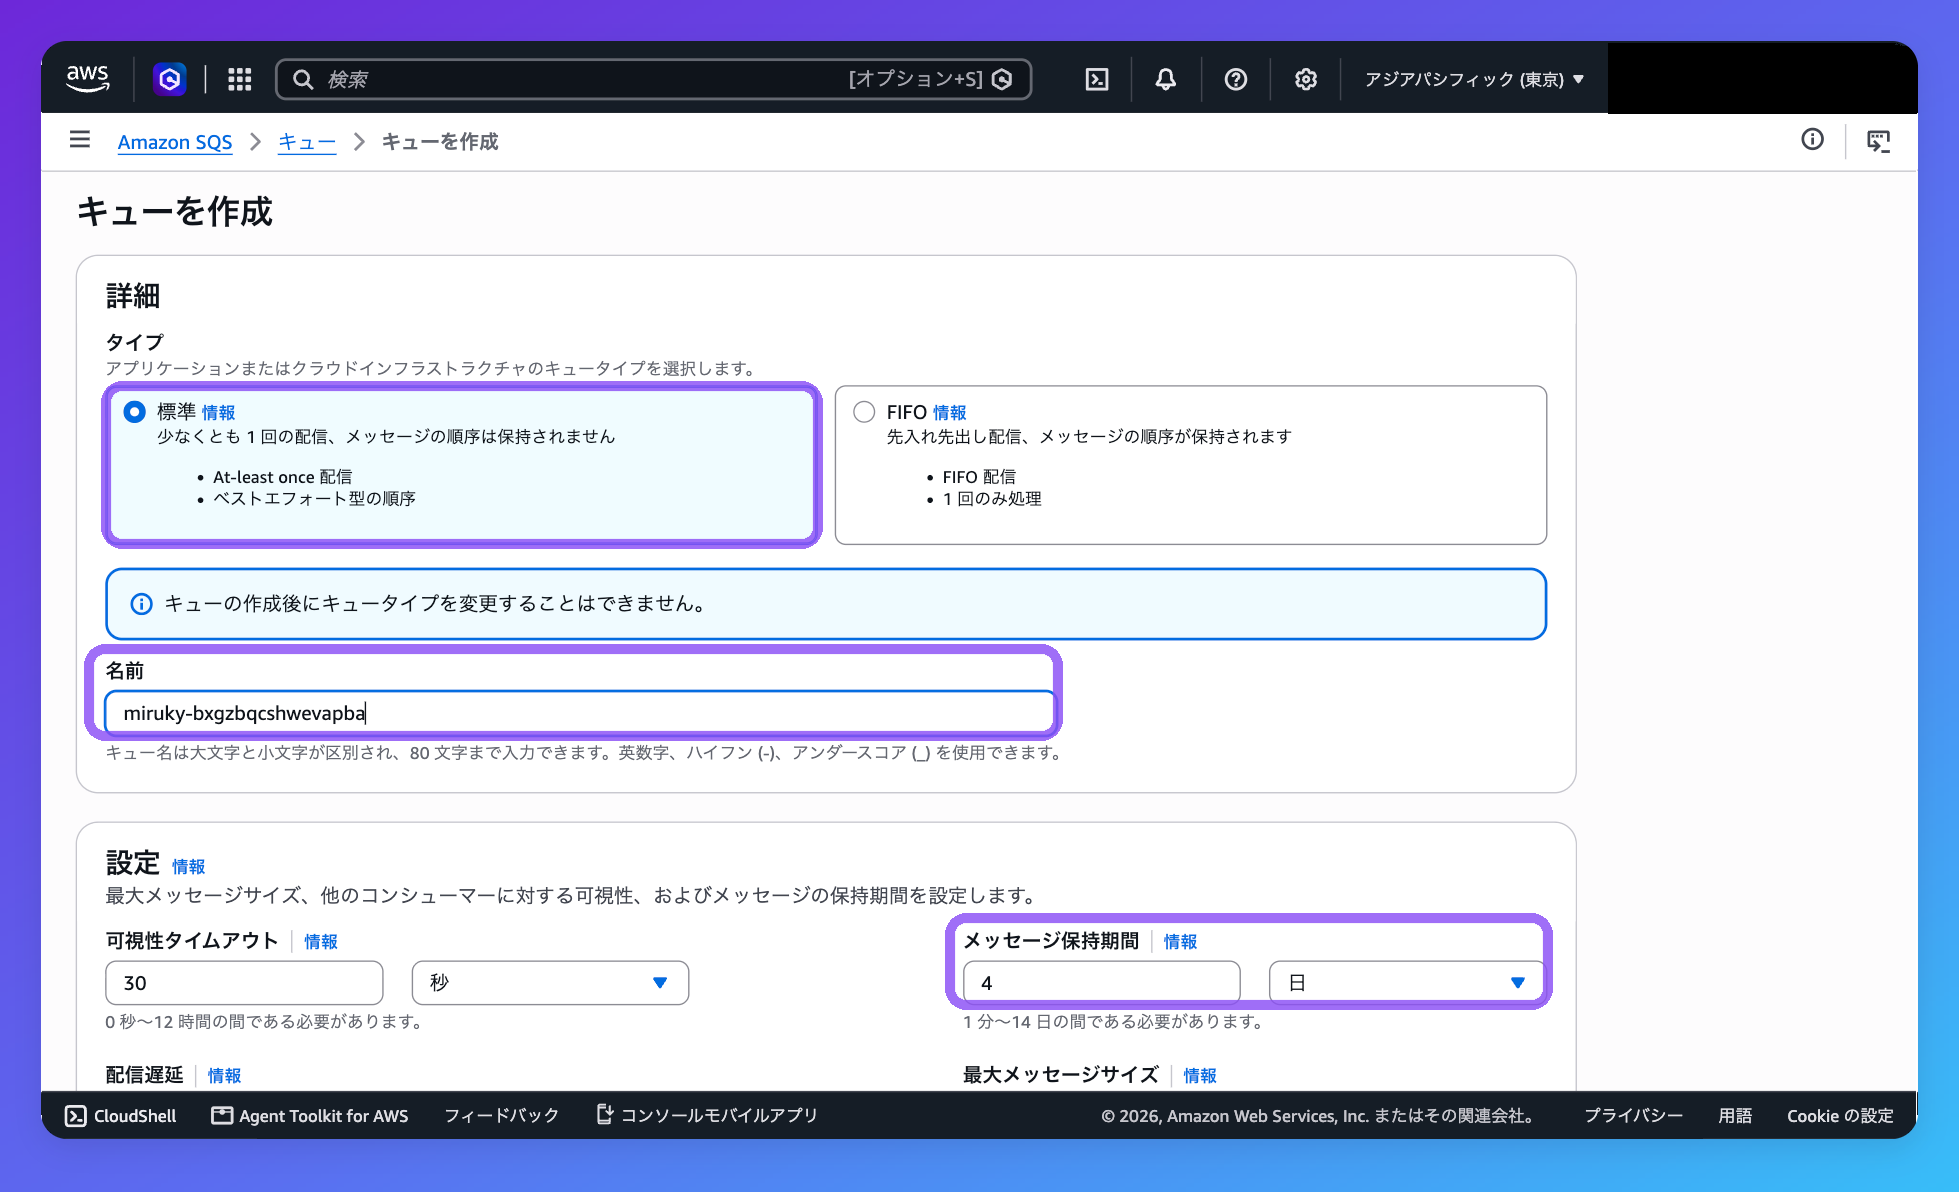 aws
検索 [オプション+S] アジアパシフィック (東京)
Amazon SQS キュー キューを作成
キューを作成
詳細
タイプ
アプリケーションまたはクラウドインフラストラクチャのキュータイプを選択します。
標準 情報
少なくとも 1 回の配信、メッセージの順序は保持されません
• At-least once 配信
• ベストエフォート型の順序
FIFO 情報
先入れ先出し配信、メッセージの順序が保持されます
• FIFO 配信
• 1 回のみ処理
キューの作成後にキュータイプを変更することはできません。
名前
miruky-bxgzbqcshwevapba
キュー名は大文字と小文字が区別され、80 文字まで入力できます。英数字、ハイフン (-)、アンダースコア (_) を使用できます。
設定 情報
最大メッセージサイズ、他のコンシューマーに対する可視性、およびメッセージの保持期間を設定します。
可視性タイムアウト 情報
30 秒
0 秒～12 時間の間である必要があります。
メッセージ保持期間 情報
4 日
1 分～14 日の間である必要があります。
配信遅延 情報
最大メッセージサイズ 情報
CloudShell Agent Toolkit for AWS フィードバック コンソールモバイルアプリ © 2026, Amazon Web Services, Inc. またはその関連会社。 プライバシー 用語 Cookie の設定